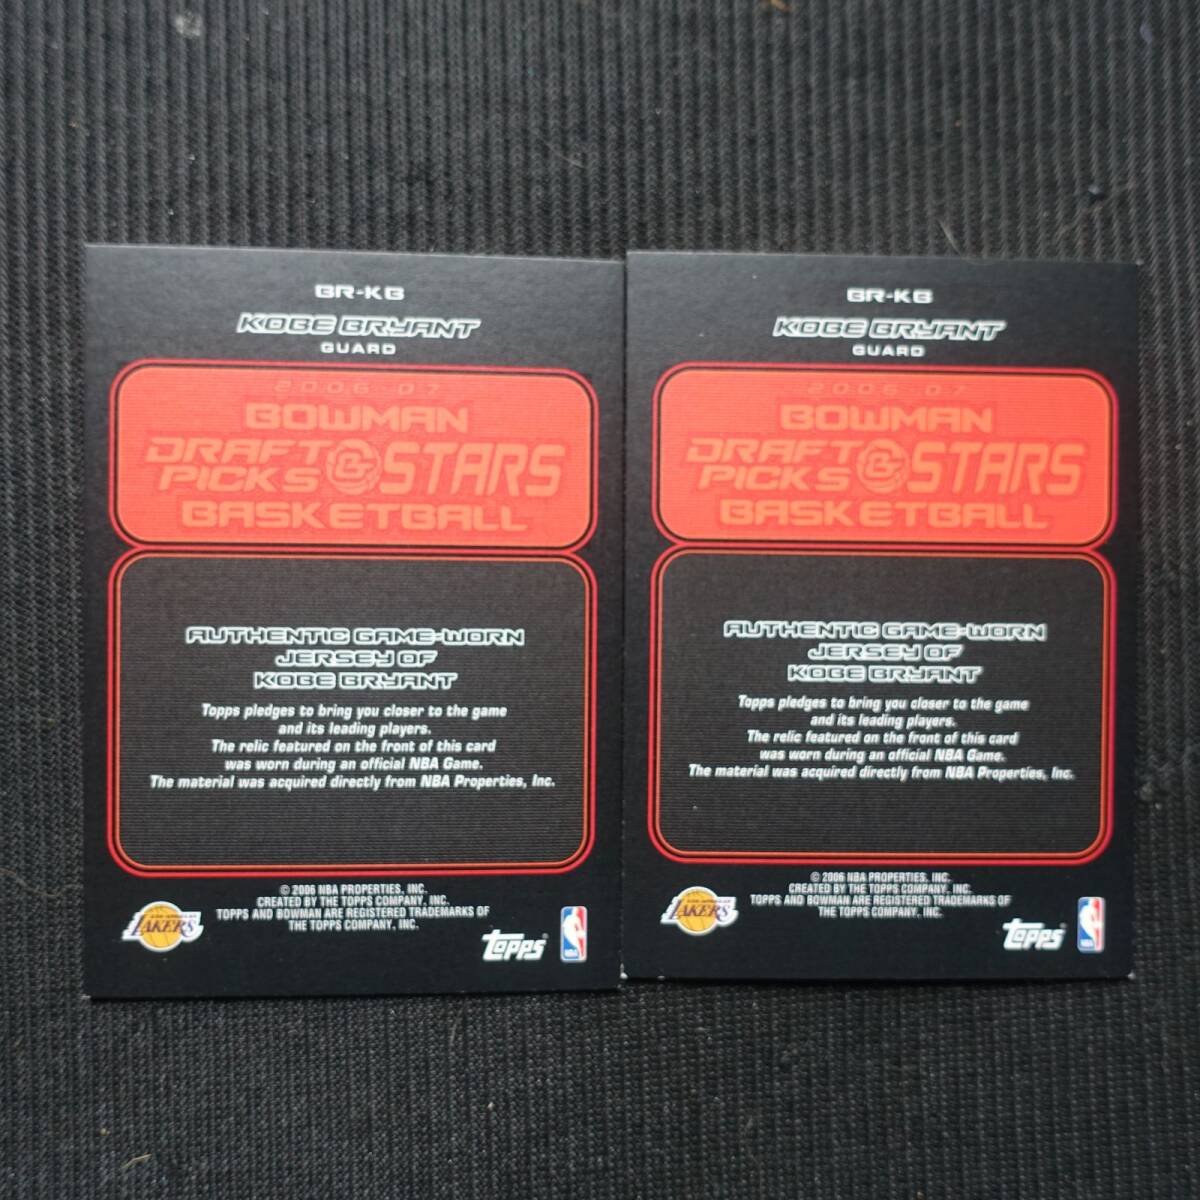 BR-KB
KOBE BRYANT
GUARD
2006-07
BOWMAN
DRAFT
PICKS
& STARS
BASKETBALL
AUTHENTIC GAME-WORN
JERSEY OF
KOBE BRYANT
Topps pledges to bring you closer to the game
and its leading players.
The relic featured on the front of this card
was worn during an official NBA Game.
The material was acquired directly from NBA Properties, Inc.
© 2006 NBA PROPERTIES, INC.
CREATED BY THE TOPPS COMPANY, INC.
TOPPS AND BOWMAN ARE REGISTERED TRADEMARKS OF
THE TOPPS COMPANY, INC.
LOS ANGELES
LAKERS
Topps
NBA
BR-KB
KOBE BRYANT
GUARD
2006-07
BOWMAN
DRAFT
PICKS
& STARS
BASKETBALL
AUTHENTIC GAME-WORN
JERSEY OF
KOBE BRYANT
Topps pledges to bring you closer to the game
and its leading players.
The relic featured on the front of this card
was worn during an official NBA Game.
The material was acquired directly from NBA Properties, Inc.
© 2006 NBA PROPERTIES, INC.
CREATED BY THE TOPPS COMPANY, INC.
TOPPS AND BOWMAN ARE REGISTERED TRADEMARKS OF
THE TOPPS COMPANY, INC.
LOS ANGELES
LAKERS
Topps
NBA